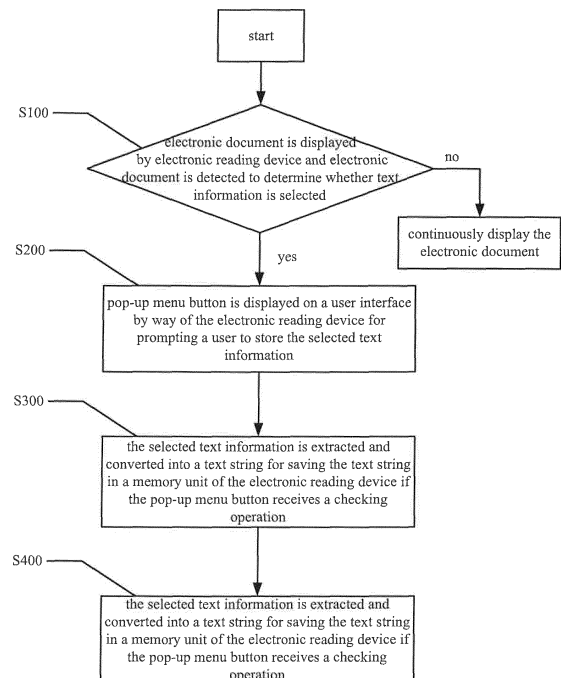 start
S100
electronic document is displayed
by electronic reading device and electronic
document is detected to determine whether text
information is selected
no
continuously display the
electronic document
yes
S200
pop-up menu button is displayed on a user interface
by way of the electronic reading device for
prompting a user to store the selected text
information
S300
the selected text information is extracted and
converted into a text string for saving the text string
in a memory unit of the electronic reading device if
the pop-up menu button receives a checking
operation
S400
the selected text information is extracted and
converted into a text string for saving the text string
in a memory unit of the electronic reading device if
the pop-up menu button receives a checking
operation